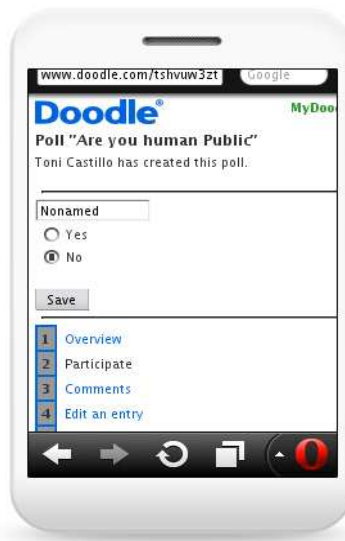 www.doodle.com/tshvuw3zt Google
Doodle® MyDoo
Poll "Are you human Public"
Toni Castillo has created this poll.
Nonamed
Yes
No
Save
1 Overview
2 Participate
3 Comments
4 Edit an entry